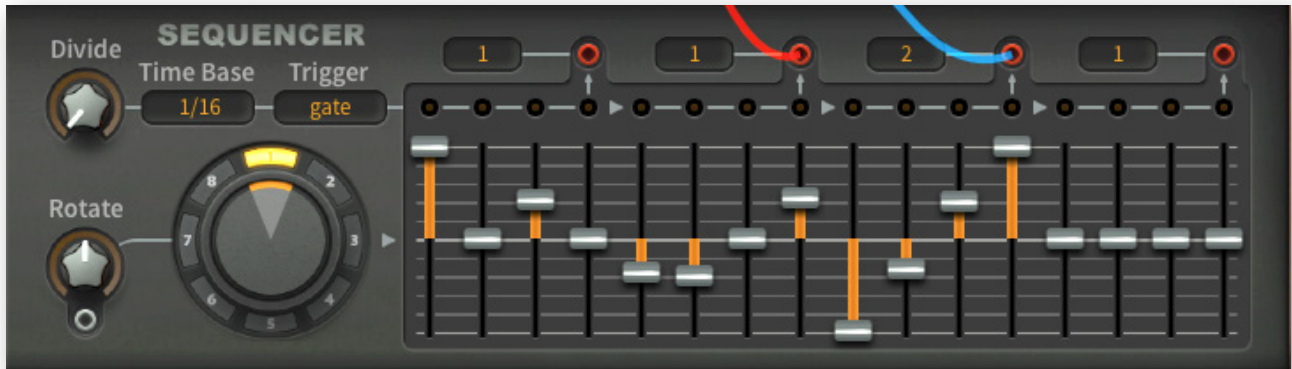 SEQUENCER
Divide
Time Base Trigger
1/16 gate
1 1 2 1
Rotate
1
2
3
4
5
6
7
8